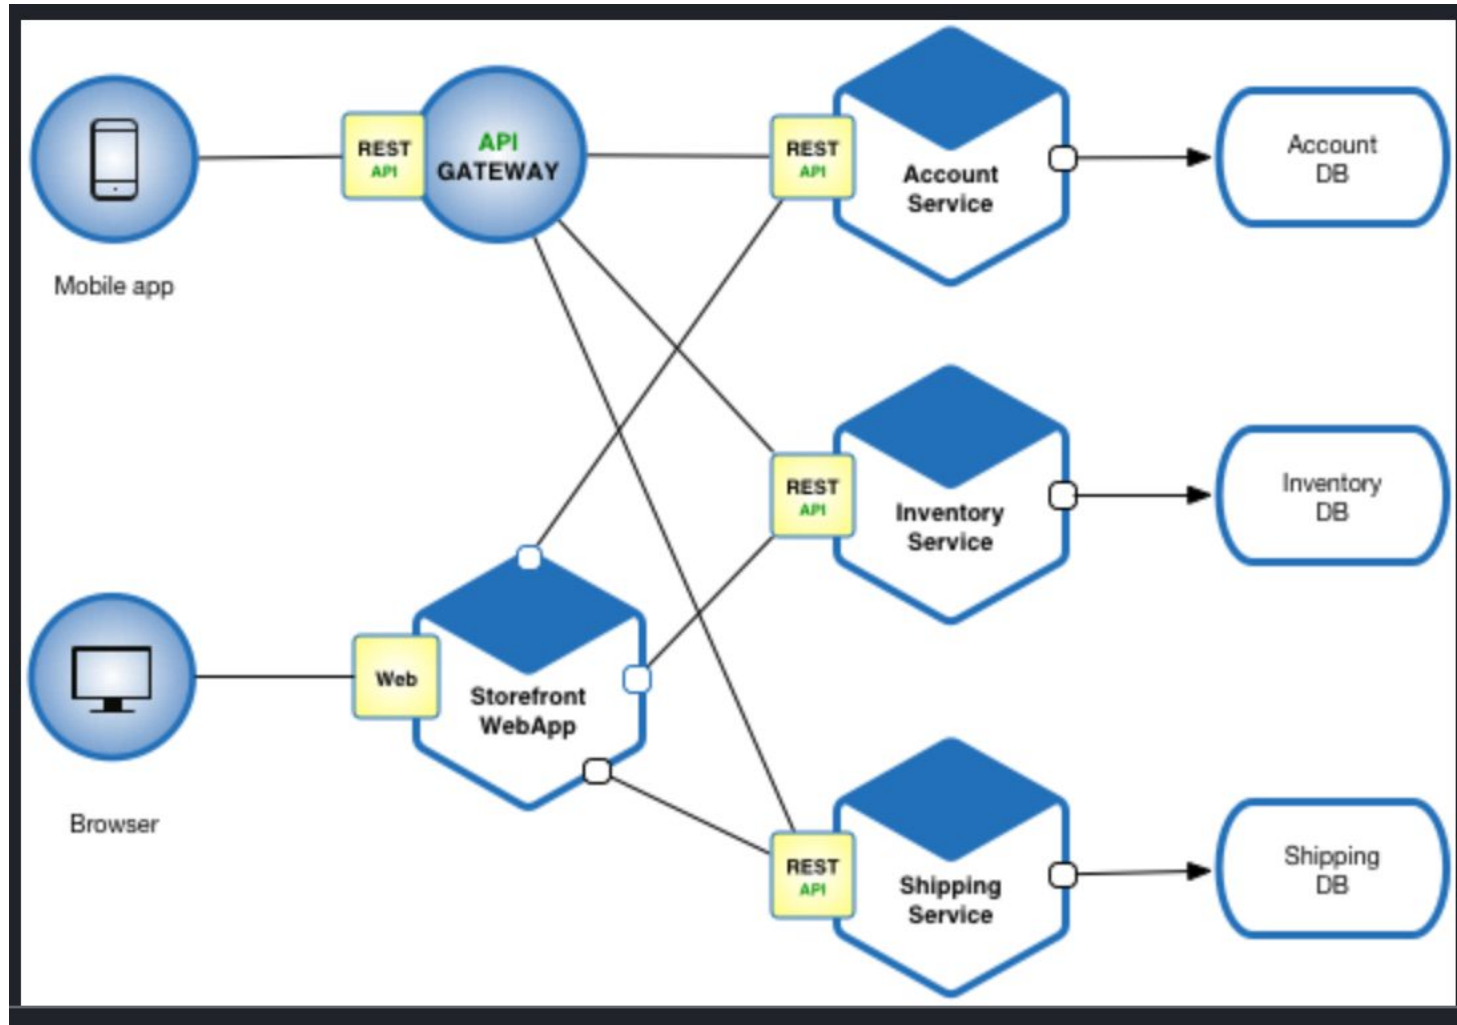 REST
API
API
GATEWAY
REST
API
Account
Service
Account
DB
Mobile app
REST
API
Inventory
Service
Inventory
DB
Web
Storefront
WebApp
Browser
REST
API
Shipping
Service
Shipping
DB